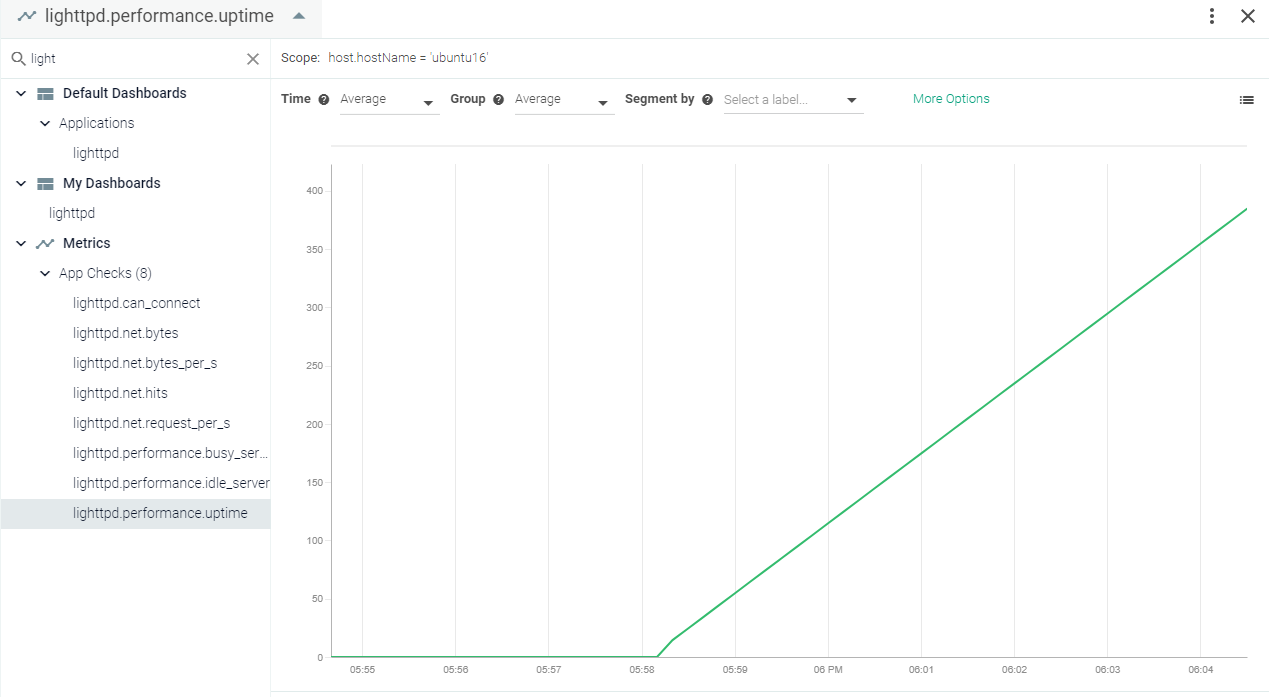 lighttpd.performance.uptime
light
Scope: host.hostName = 'ubuntu16'
Default Dashboards
Applications
lighttpd
My Dashboards
lighttpd
Metrics
App Checks (8)
lighttpd.can_connect
lighttpd.net.bytes
lighttpd.net.bytes_per_s
lighttpd.net.hits
lighttpd.net.request_per_s
lighttpd.performance.busy_ser...
lighttpd.performance.idle_server
lighttpd.performance.uptime
Time ? Average Group ? Average Segment by ? Select a label... More Options
400
350
300
250
200
150
100
50
0
05:55 05:56 05:57 05:58 05:59 06 PM 06:01 06:02 06:03 06:04